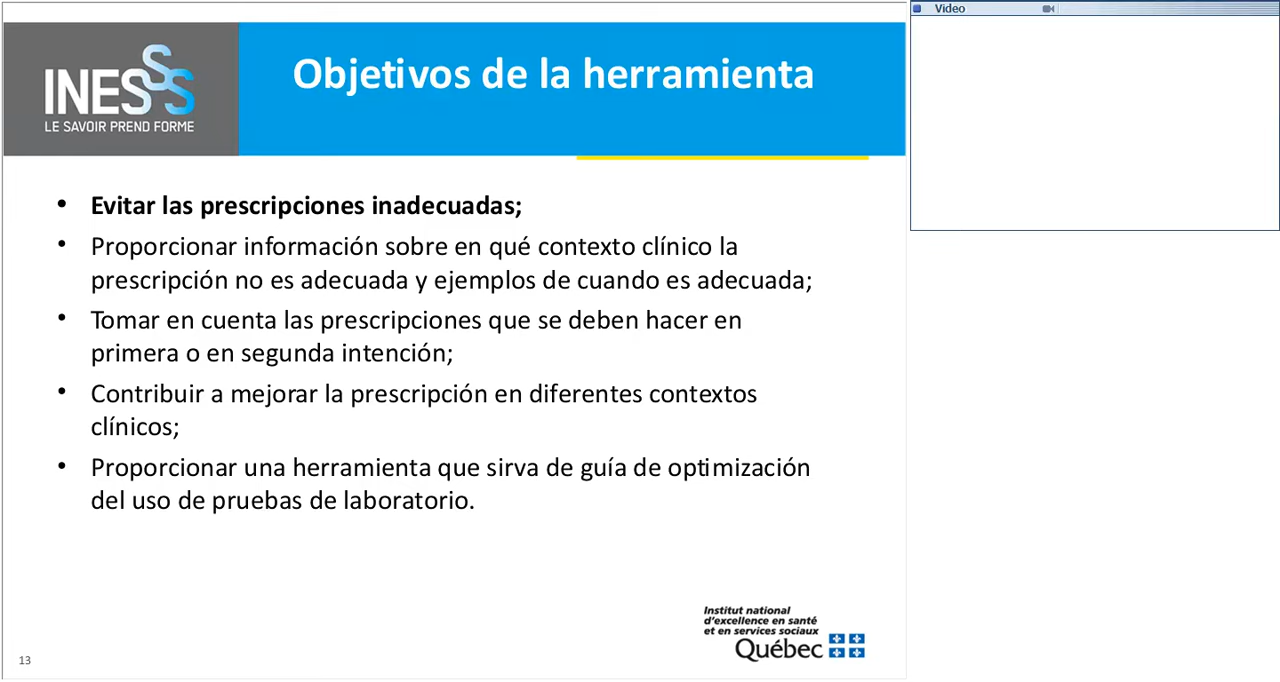 Video
INESSS
LE SAVOIR PREND FORME
Objetivos de la herramienta
• Evitar las prescripciones inadecuadas;
• Proporcionar información sobre en qué contexto clínico la
prescripción no es adecuada y ejemplos de cuando es adecuada;
• Tomar en cuenta las prescripciones que se deben hacer en
primera o en segunda intención;
• Contribuir a mejorar la prescripción en diferentes contextos
clínicos;
• Proporcionar una herramienta que sirva de guía de optimización
del uso de pruebas de laboratorio.
Institut national
d'excellence en santé
et en services sociaux
Québec
13